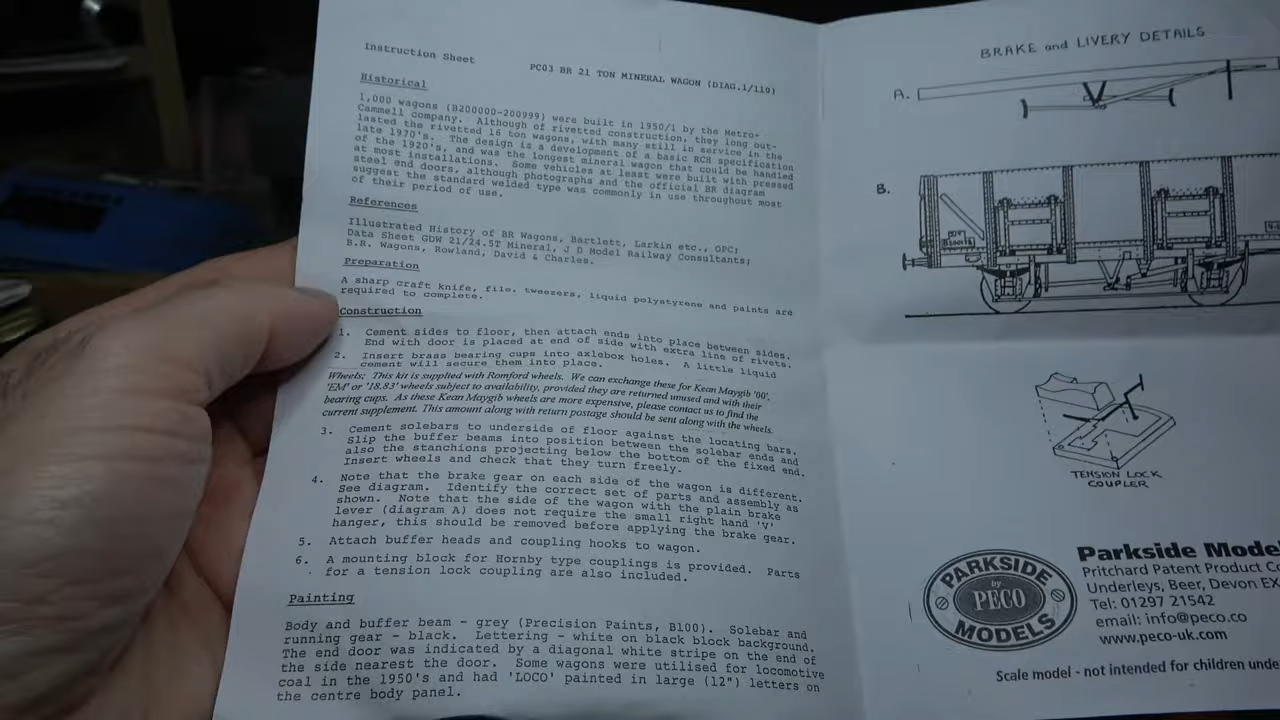 Instruction Sheet
PC03 BR 21 TON MINERAL WAGON (DIAG.1/110)
Historical
1,000 wagons (B200000-200999) were built in 1950/1 by the Metro-
Cammell company. Although of rivetted construction, they long out-
lasted the rivetted 16 ton wagons, with many still in service in the
late 1970's. The design is a development of a basic RCH specification
of the 1920's, and was the longest mineral wagon that could be handled
at most installations. Some vehicles at least were built with pressed
steel end doors, although photographs and the official BR diagram
suggest the standard welded type was commonly in use throughout most
of their period of use.
References
Illustrated History of BR Wagons, Bartlett, Larkin etc., OPC;
Data Sheet GDW 21/24.5T Mineral, J D Model Railway Consultants;
B.R. Wagons, Rowland, David & Charles.
Preparation
A sharp craft knife, file, tweezers, liquid polystyrene and paints are
required to complete.
Construction
1. Cement sides to floor, then attach ends into place between sides.
End with door is placed at end of side with extra line of rivets.
2. Insert brass bearing cups into axlebox holes. A little liquid
cement will secure them into place.
Wheels; This kit is supplied with Romford wheels. We can exchange these for Kean Maygib '00',
'EM' or '18.83' wheels subject to availability, provided they are returned unused and with their
bearing cups. As these Kean Maygib wheels are more expensive, please contact us to find the
current supplement. This amount along with return postage should be sent along with the wheels.
3. Cement solebars to underside of floor against the locating bars.
Slip the buffer beams into position between the solebar ends and
also the stanchions projecting below the bottom of the fixed end.
Insert wheels and check that they turn freely.
4. Note that the brake gear on each side of the wagon is different.
See diagram. Identify the correct set of parts and assembly as
shown. Note that the side of the wagon with the plain brake
lever (diagram A) does not require the small right hand 'V'
hanger, this should be removed before applying the brake gear.
5. Attach buffer heads and coupling hooks to wagon.
6. A mounting block for Hornby type couplings is provided. Parts
for a tension lock coupling are also included.
Painting
Body and buffer beam - grey (Precision Paints, B100). Solebar and
running gear - black. Lettering - white on black block background.
The end door was indicated by a diagonal white stripe on the end of
the side nearest the door. Some wagons were utilised for locomotive
coal in the 1950's and had 'LOCO' painted in large (12") letters on
the centre body panel.
BRAKE and LIVERY DETAILS
A.
B.
TENSION LOCK
COUPLER
PARKSIDE
by
PECO
MODELS
Parkside Mode
Pritchard Patent Product Co
Underleys, Beer, Devon EX
Tel: 01297 21542
email: info@peco.co
www.peco-uk.com
Scale model - not intended for children unde